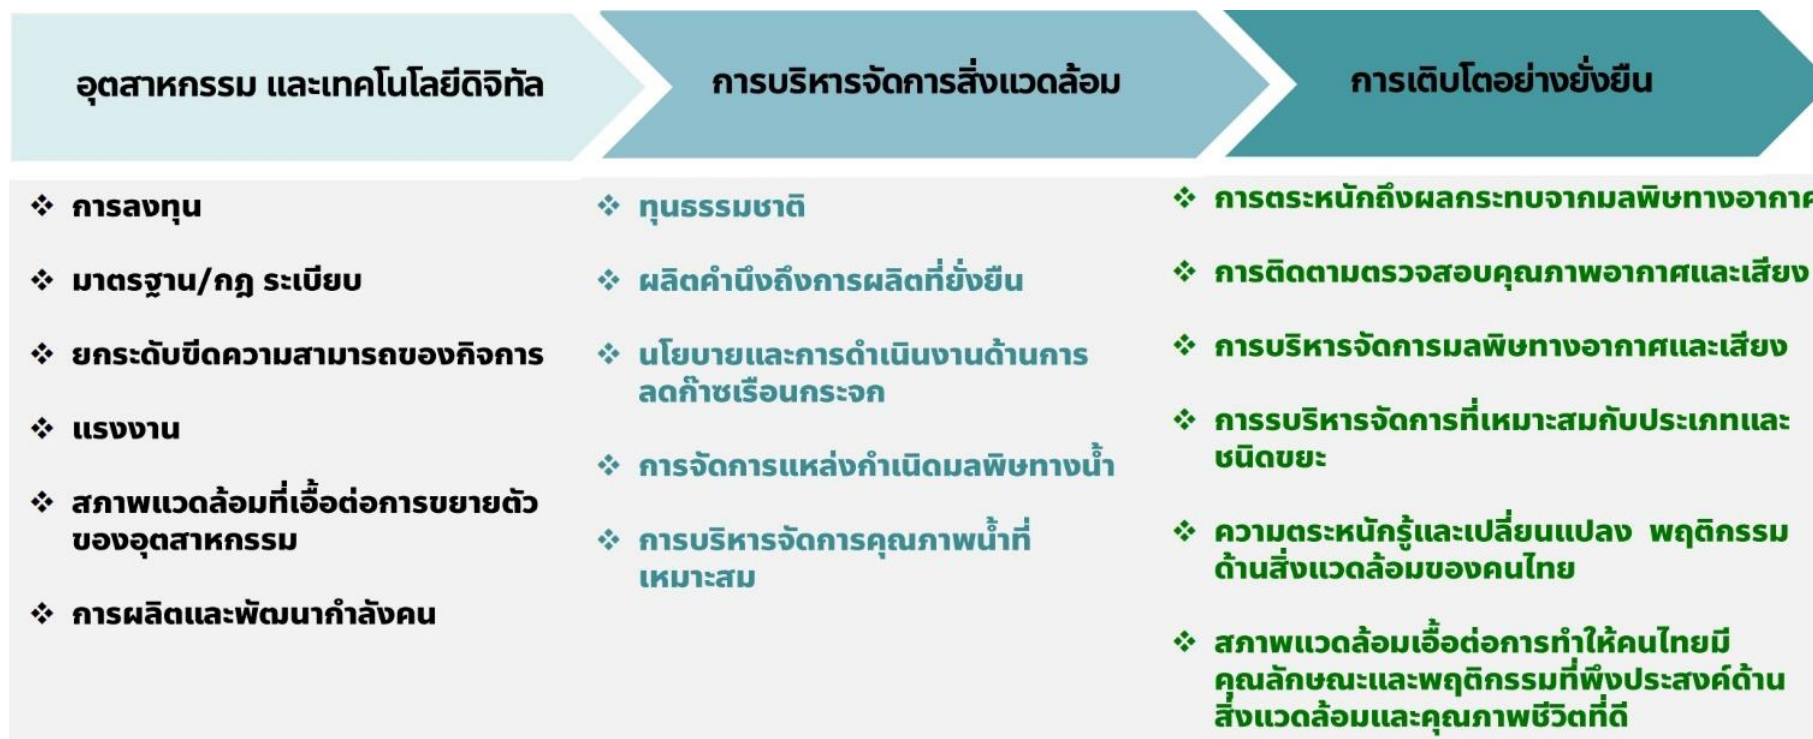 อุตสาหกรรม และเทคโนโลยีดิจิทัล
การลงทุน
มาตรฐาน/กฎ ระเบียบ
ยกระดับขีดความสามารถของกิจการ
แรงงาน
สภาพแวดล้อมที่เอื้อต่อการขยายตัว
ของอุตสาหกรรม
การผลิตและพัฒนากำลังคน
การบริหารจัดการสิ่งแวดล้อม
ทุนธรรมชาติ
ผลิตคำนึงถึงการผลิตที่ยั่งยืน
นโยบายและการดำเนินงานด้านการ
ลดก๊าซเรือนกระจก
การจัดการแหล่งกำเนิดมลพิษทางน้ำ
การบริหารจัดการคุณภาพน้ำที่
เหมาะสม
การเติบโตอย่างยั่งยืน
การตระหนักถึงผลกระทบจากมลพิษทางอากาศ
การติดตามตรวจสอบคุณภาพอากาศและเสียง
การบริหารจัดการมลพิษทางอากาศและเสียง
การรบริหารจัดการที่เหมาะสมกับประเภทและ
ชนิดขยะ
ความตระหนักรู้และเปลี่ยนแปลง พฤติกรรม
ด้านสิ่งแวดล้อมของคนไทย
สภาพแวดล้อมเอื้อต่อการทำให้คนไทยมี
คุณลักษณะและพฤติกรรมที่พึงประสงค์ด้าน
สิ่งแวดล้อมและคุณภาพชีวิตที่ดี